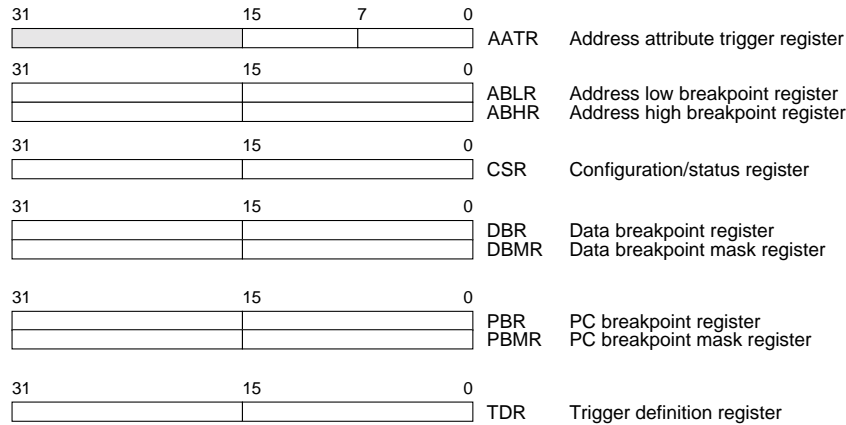 31 15 7 0
AATR Address attribute trigger register
31 15 0
ABLR Address low breakpoint register
ABHR Address high breakpoint register
31 15 0
CSR Configuration/status register
31 15 0
DBR Data breakpoint register
DBMR Data breakpoint mask register
31 15 0
PBR PC breakpoint register
PBMR PC breakpoint mask register
31 15 0
TDR Trigger definition register